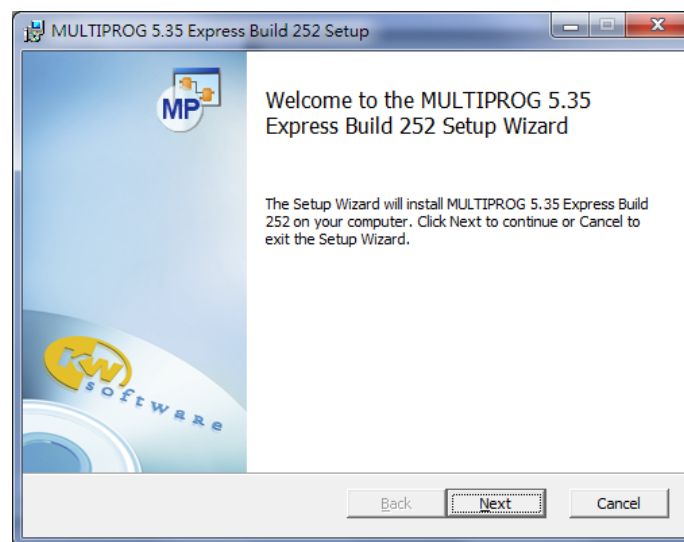 MULTIPROG 5.35 Express Build 252 Setup
MP
Welcome to the MULTIPROG 5.35
Express Build 252 Setup Wizard
The Setup Wizard will install MULTIPROG 5.35 Express Build
252 on your computer. Click Next to continue or Cancel to
exit the Setup Wizard.
KW
software
Back
Next
Cancel